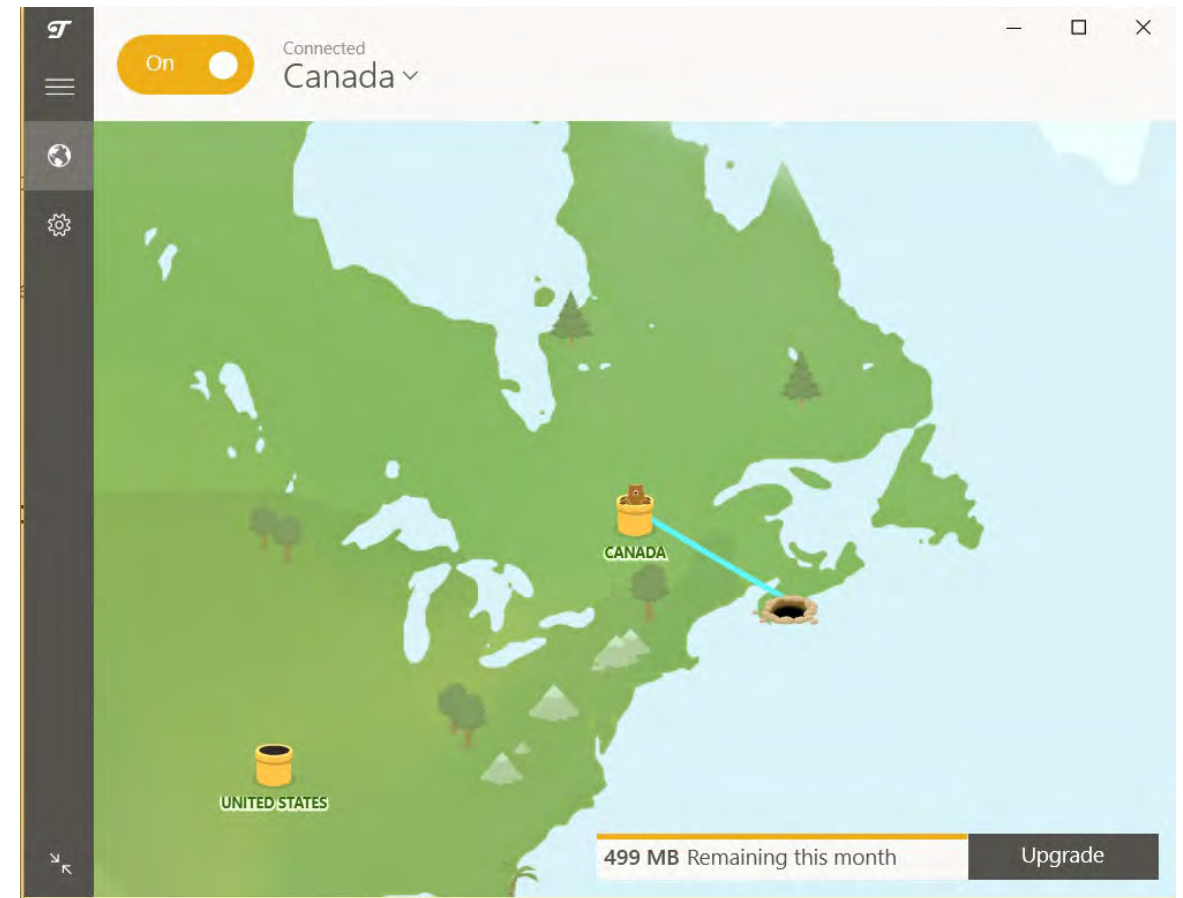 On
Connected
Canada
CANADA
UNITED STATES
499 MB Remaining this month
Upgrade